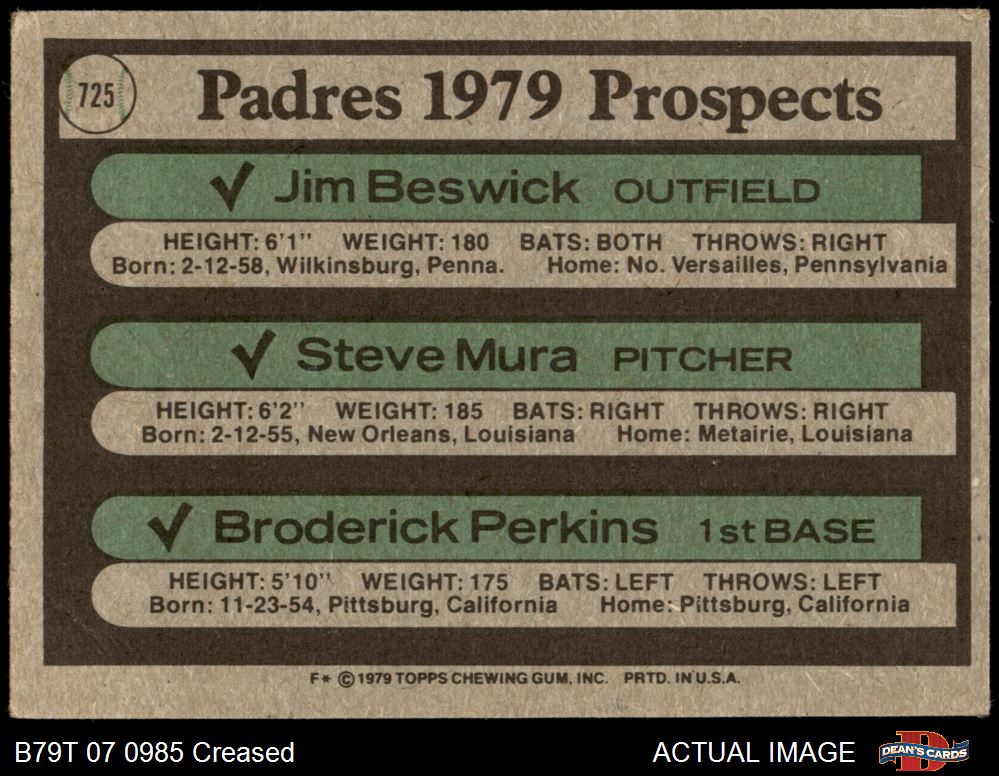 725
Padres 1979 Prospects
✓ Jim Beswick OUTFIELD
HEIGHT: 6'1" WEIGHT: 180 BATS: BOTH THROWS: RIGHT
Born: 2-12-58, Wilkinsburg, Penna. Home: No. Versailles, Pennsylvania
✓ Steve Mura PITCHER
HEIGHT: 6'2" WEIGHT: 185 BATS: RIGHT THROWS: RIGHT
Born: 2-12-55, New Orleans, Louisiana Home: Metairie, Louisiana
✓ Broderick Perkins 1st BASE
HEIGHT: 5'10" WEIGHT: 175 BATS: LEFT THROWS: LEFT
Born: 11-23-54, Pittsburg, California Home: Pittsburg, California
F* © 1979 TOPPS CHEWING GUM, INC. PRTD. IN U.S.A.
B79T 07 0985 Creased ACTUAL IMAGE
D
DEAN'S CARDS